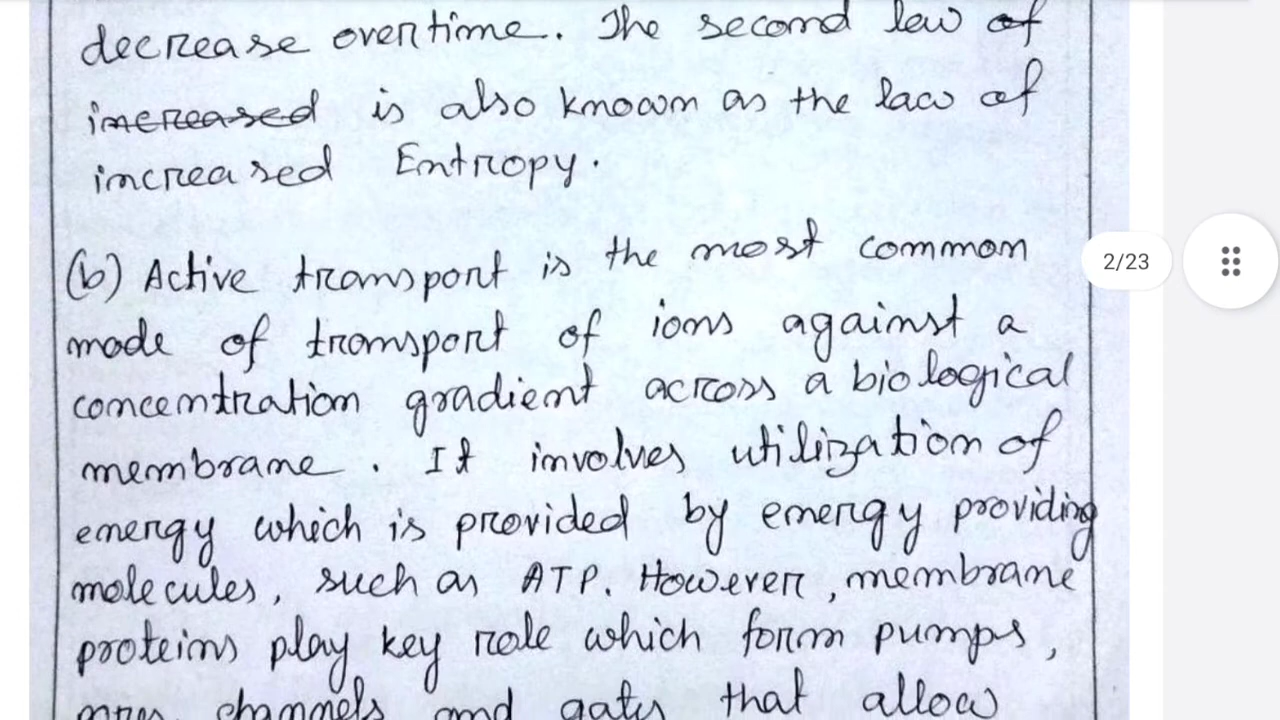 decrease overtime. The second law of
increased is also known as the law of
increased Entropy.
(b) Active transport is the most common
mode of transport of ions against a
concentration gradient across a biological
membrane. It involves utilization of
energy which is provided by energy providing
molecules, such as ATP. However, membrane
proteins play key role which form pumps,
channels and gates that allow
2/23